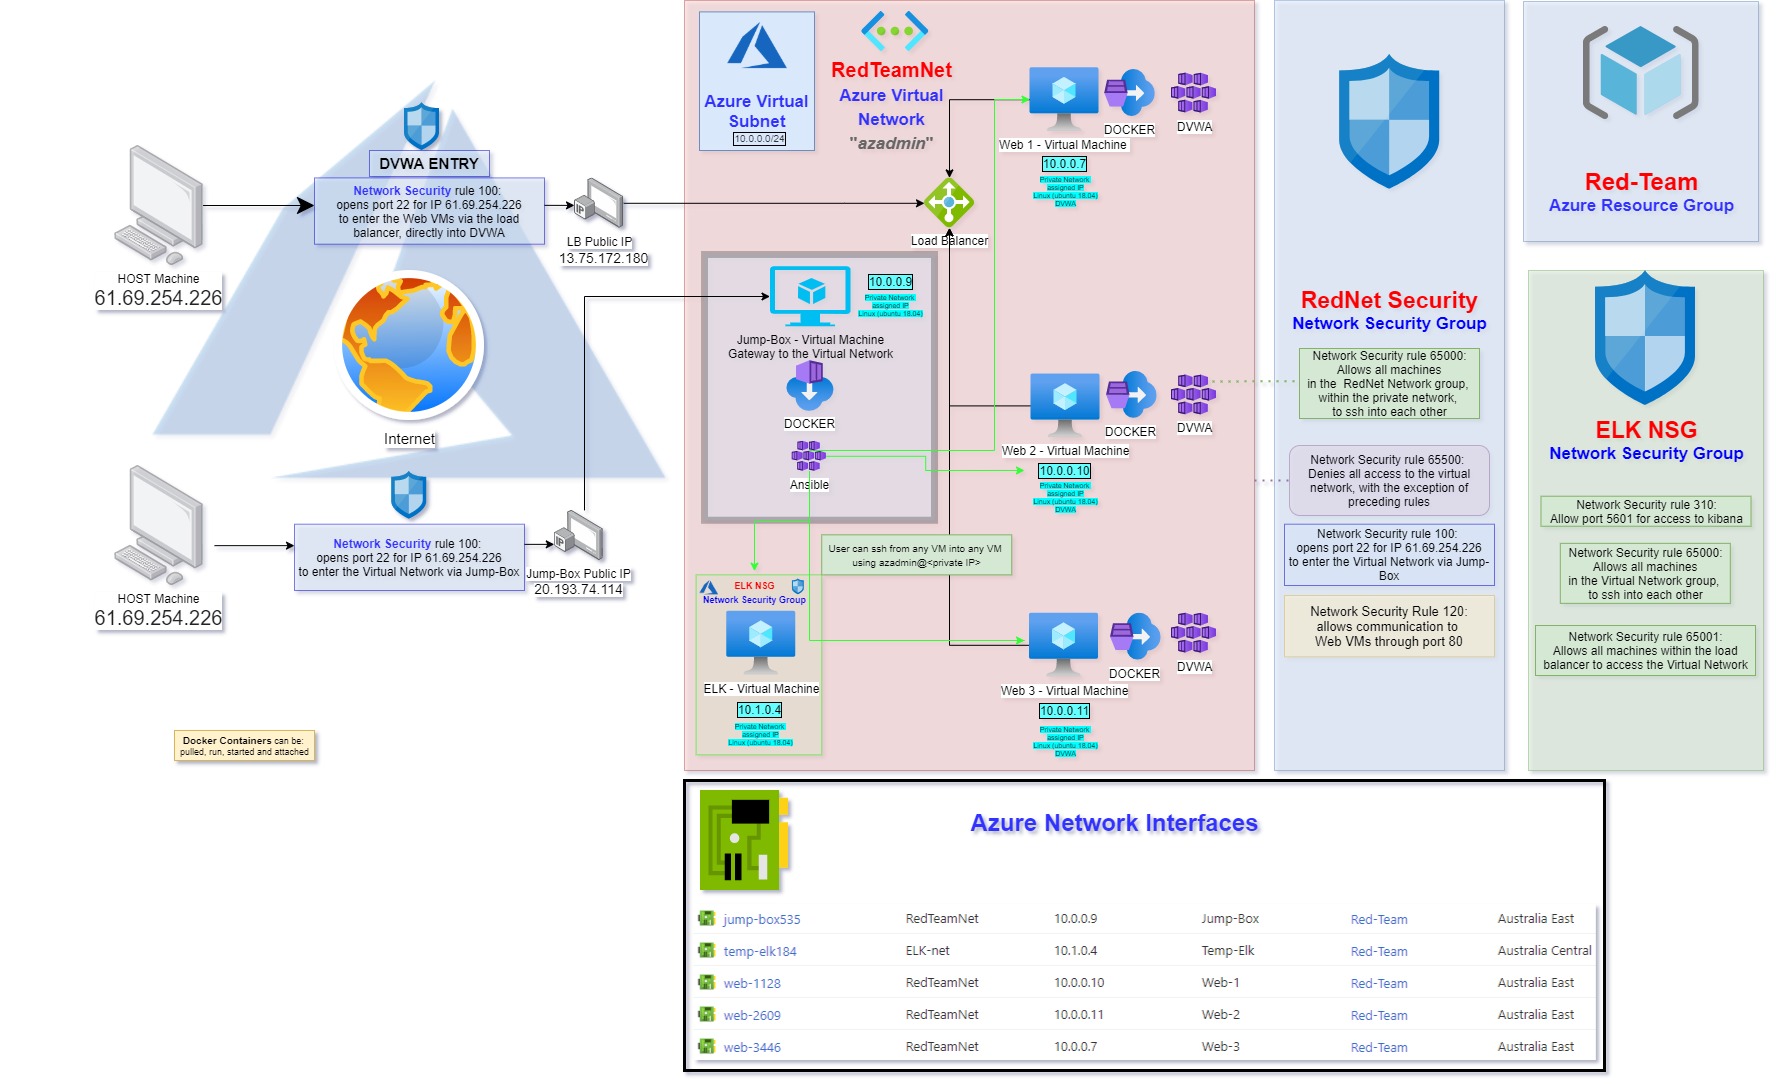 DVWA ENTRY
Network Security rule 100:
opens port 22 for IP 61.69.254.226
to enter the Web VMs via the load
balancer, directly into DVWA
HOST Machine
61.69.254.226
IP
LB Public IP
13.75.172.180
Internet
Network Security rule 100:
opens port 22 for IP 61.69.254.226
to enter the Virtual Network via Jump-Box
HOST Machine
61.69.254.226
IP
Jump-Box Public IP
20.193.74.114
Docker Containers can be:
pulled, run, started and attached
Azure Virtual
Subnet
10.0.0.0/24
RedTeamNet
Azure Virtual
Network
"azadmin"
Load Balancer
10.0.0.9
Private Network
assigned IP
Linux (ubuntu 18.04)
Jump-Box - Virtual Machine
Gateway to the Virtual Network
DOCKER
Ansible
DOCKER
DVWA
Web 1 - Virtual Machine
10.0.0.7
Private Network
assigned IP
Linux (ubuntu 18.04)
DVWA
DOCKER
DVWA
Web 2 - Virtual Machine
10.0.0.10
Private Network
assigned IP
Linux (ubuntu 18.04)
DVWA
User can ssh from any VM into any VM
using azadmin@<private IP>
ELK NSG
Network Security Group
ELK - Virtual Machine
10.1.0.4
Private Network
assigned IP
Linux (ubuntu 18.04)
DOCKER
DVWA
Web 3 - Virtual Machine
10.0.0.11
Private Network
assigned IP
Linux (ubuntu 18.04)
DVWA
RedNet Security
Network Security Group
Network Security rule 65000:
Allows all machines
in the RedNet Network group,
within the private network,
to ssh into each other
Network Security rule 65500:
Denies all access to the virtual
network, with the exception of
preceding rules
Network Security rule 100:
opens port 22 for IP 61.69.254.226
to enter the Virtual Network via Jump-
Box
Network Security Rule 120:
allows communication to
Web VMs through port 80
Red-Team
Azure Resource Group
ELK NSG
Network Security Group
Network Security rule 310:
Allow port 5601 for access to kibana
Network Security rule 65000:
Allows all machines
in the Virtual Network group,
to ssh into each other
Network Security rule 65001:
Allows all machines within the load
balancer to access the Virtual Network
Azure Network Interfaces
jump-box535 RedTeamNet 10.0.0.9 Jump-Box Red-Team Australia East
temp-elk184 ELK-net 10.1.0.4 Temp-Elk Red-Team Australia Central
web-1128 RedTeamNet 10.0.0.10 Web-1 Red-Team Australia East
web-2609 RedTeamNet 10.0.0.11 Web-2 Red-Team Australia East
web-3446 RedTeamNet 10.0.0.7 Web-3 Red-Team Australia East